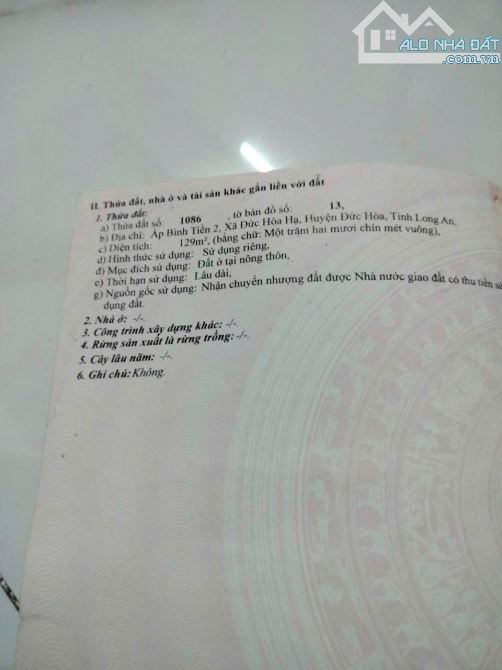 ALO NHÀ ĐẤT
.com.vn
II. Thửa đất, nhà ở và tài sản khác gắn liền với đất
1. Thửa đất:
a) Thửa đất số: 1086 , tờ bản đồ số: 13,
b) Địa chỉ: Ấp Bình Tiền 2, Xã Đức Hòa Hạ, Huyện Đức Hòa, Tỉnh Long An,
c) Diện tích: 129m², (bằng chữ: Một trăm hai mươi chín mét vuông),
d) Hình thức sử dụng: Sử dụng riêng,
đ) Mục đích sử dụng: Đất ở tại nông thôn,
e) Thời hạn sử dụng: Lâu dài,
g) Nguồn gốc sử dụng: Nhận chuyển nhượng đất được Nhà nước giao đất có thu tiền sử
dụng đất.
2. Nhà ở: -/-.
3. Công trình xây dựng khác: -/-.
4. Rừng sản xuất là rừng trồng: -/-.
5. Cây lâu năm: -/-.
6. Ghi chú: Không.